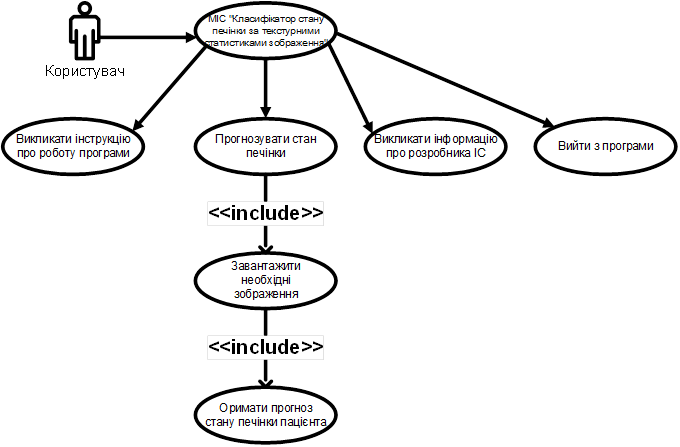 МІС "Класифікатор стану
печінки за текстурними
статистиками зображення"
Користувач
Викликати інструкцію
про роботу програми
Прогнозувати стан
печінки
Викликати інформацію
про розробника ІС
Вийти з програми
<<include>>
Завантажити
необхідні
зображення
<<include>>
Оримати прогноз
стану печінки пацієнта